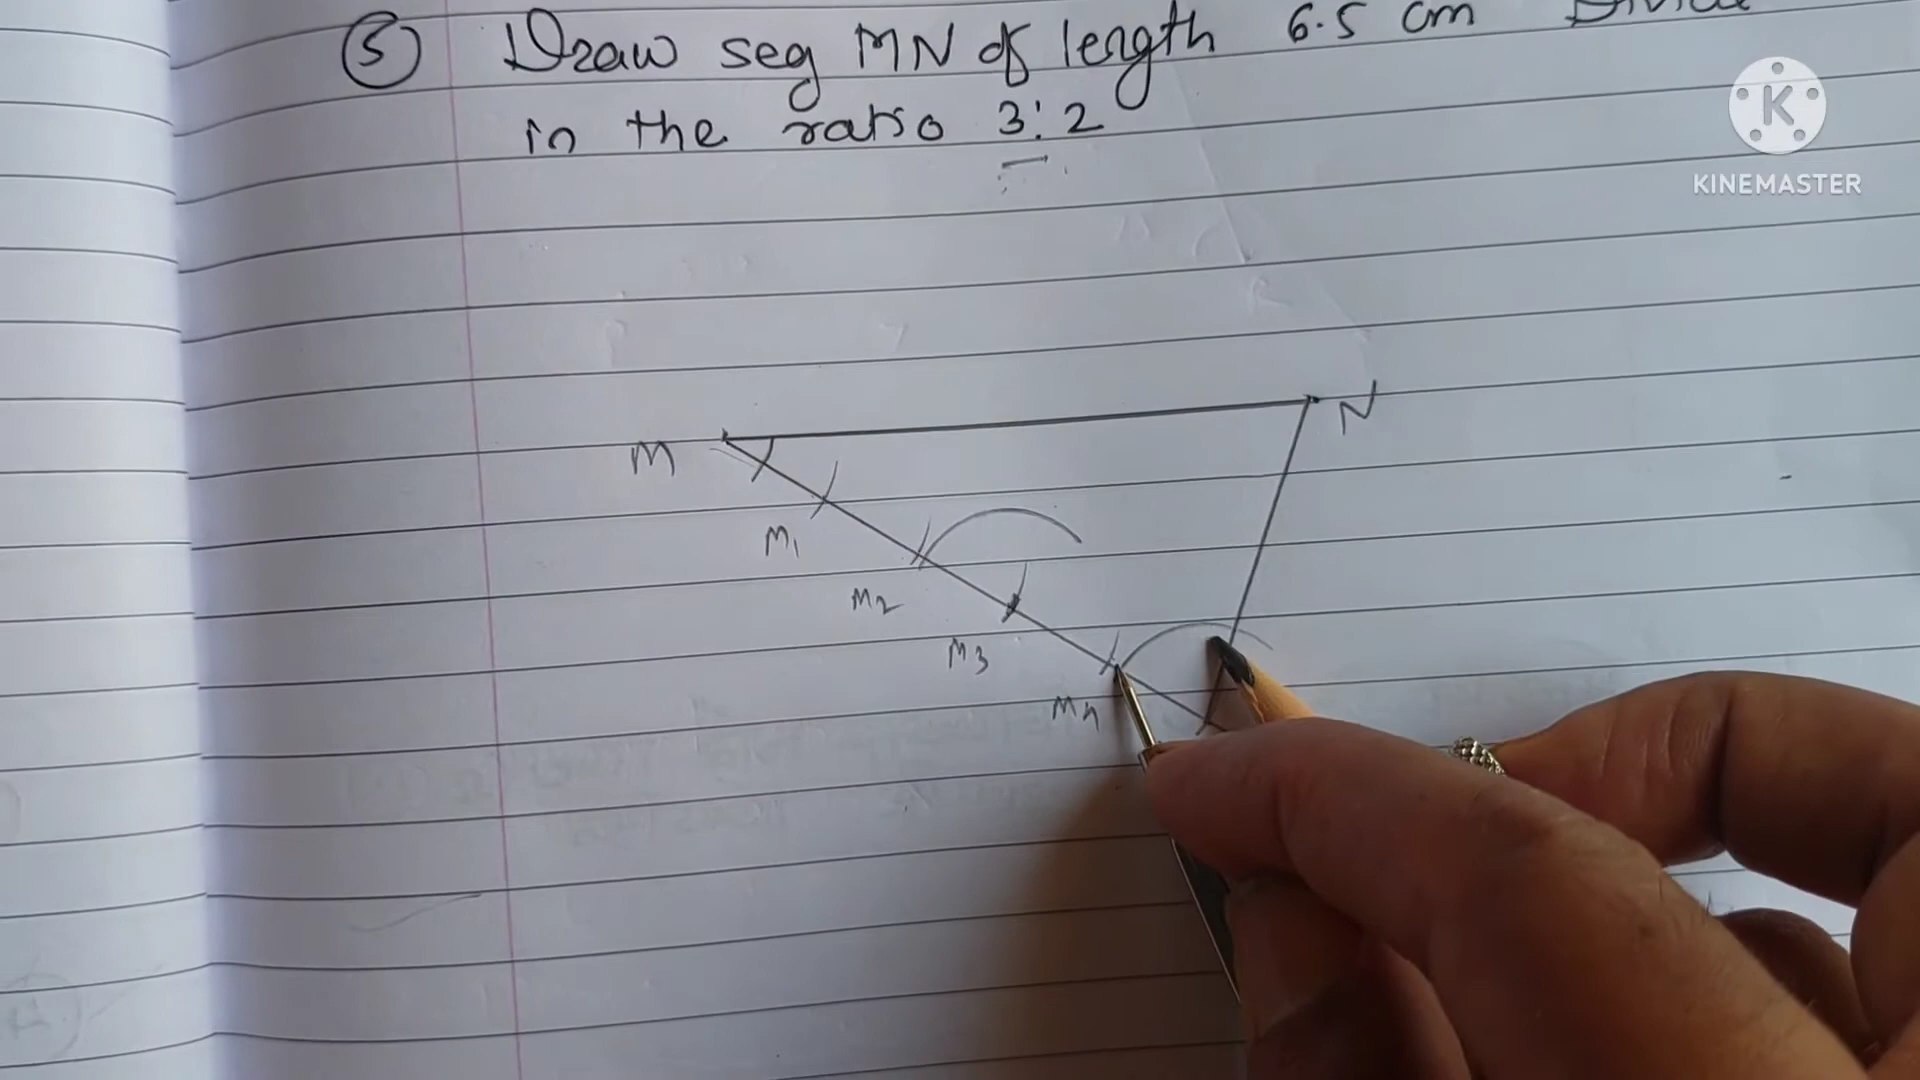 5 Draw seg MN of length 6.5 cm Divide
in the ratio 3:2
K
KINEMASTER
N
M
M1
M2
M3
M4